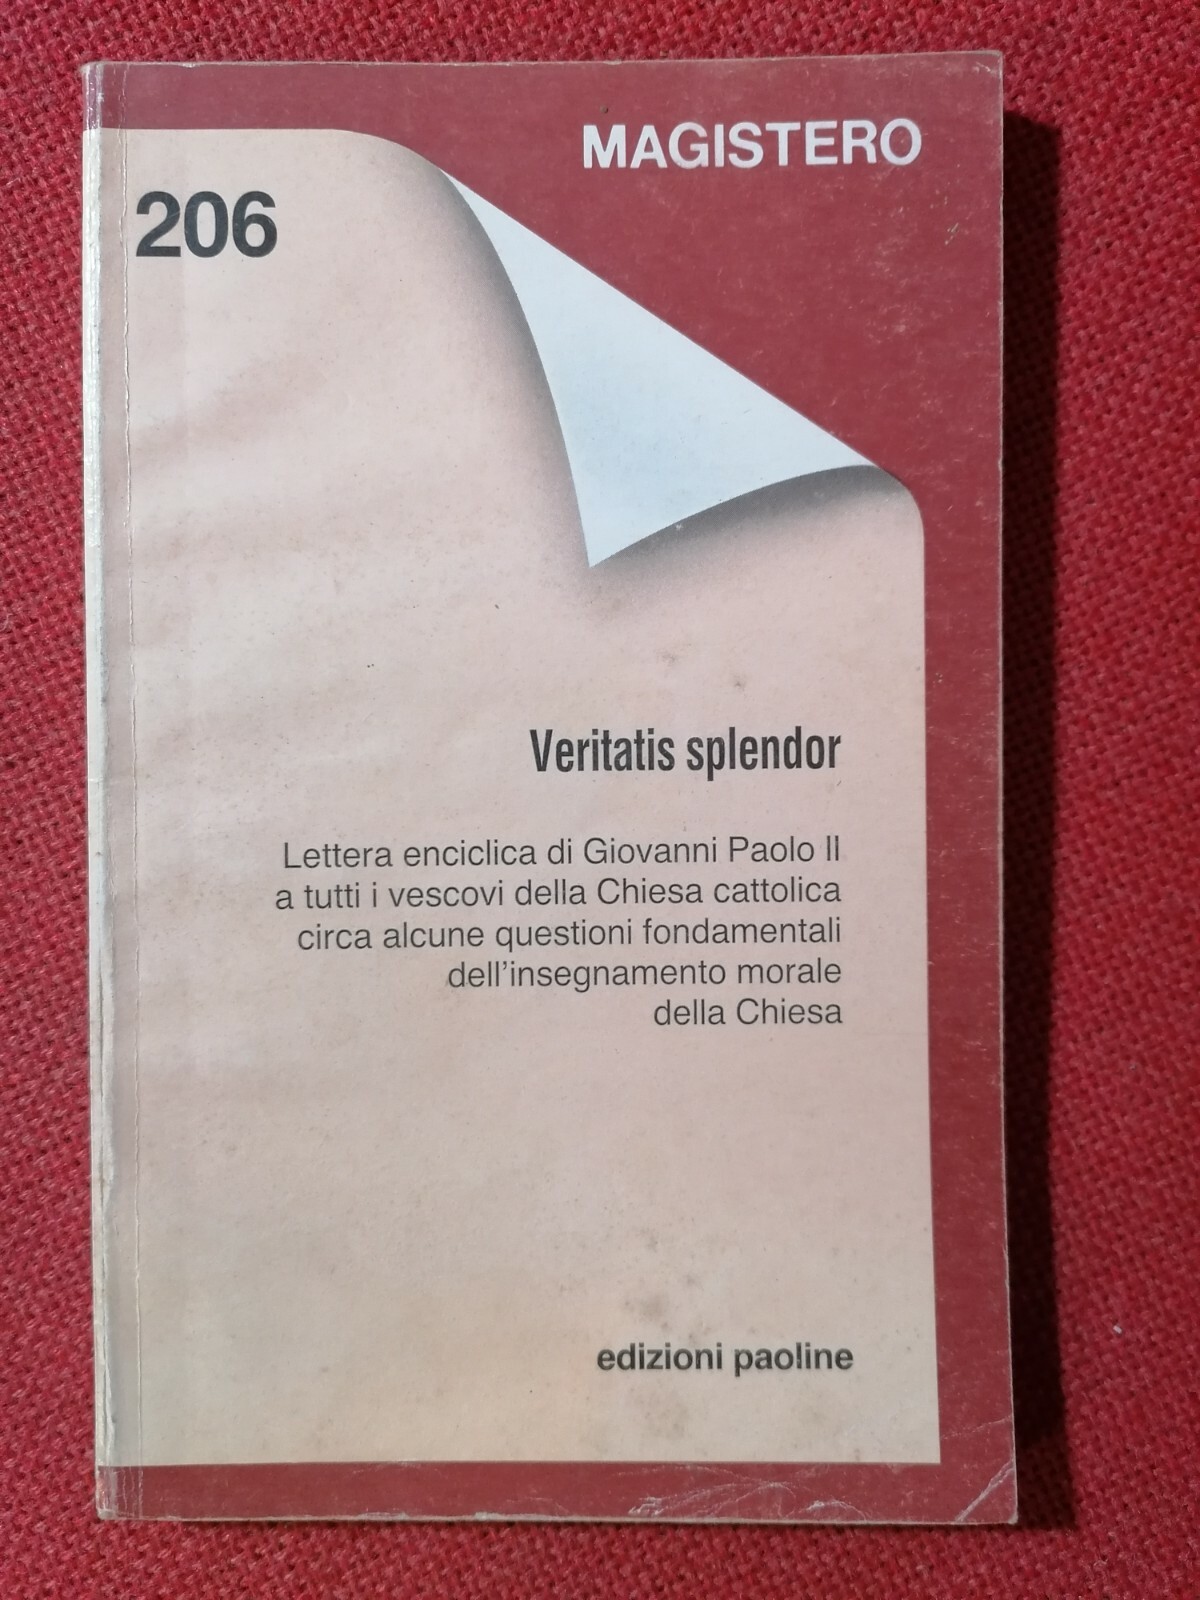 MAGISTERO
206
Veritatis splendor
Lettera enciclica di Giovanni Paolo II
a tutti i vescovi della Chiesa cattolica
circa alcune questioni fondamentali
dell'insegnamento morale
della Chiesa
edizioni paoline